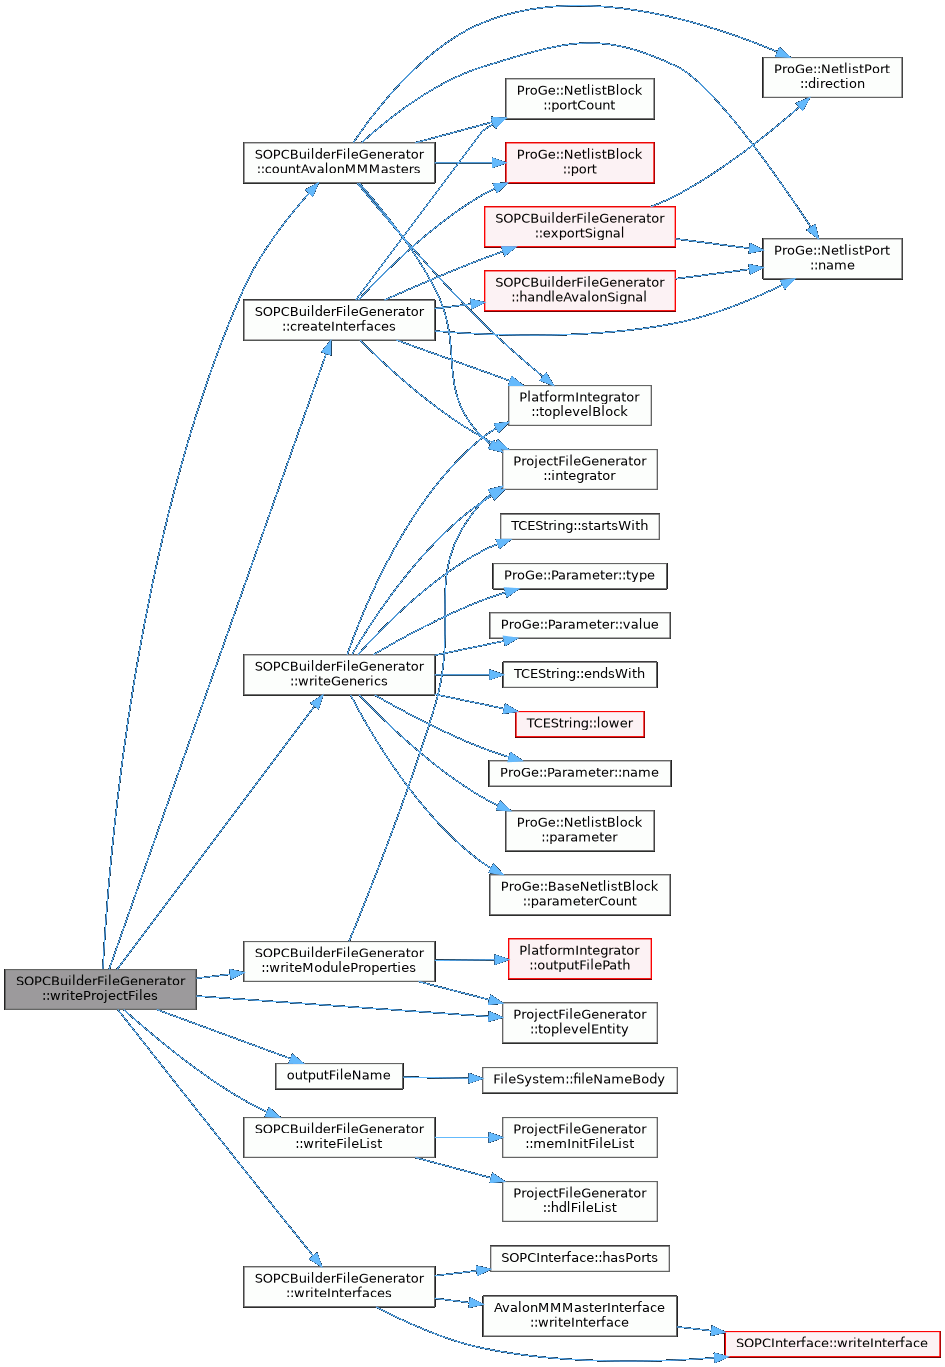 ProGe::NetlistPort
::direction
ProGe::NetlistBlock
::portCount
SOPCBuilderFileGenerator
::countAvalonMMMasters
ProGe::NetlistBlock
::port
SOPCBuilderFileGenerator
::exportSignal
ProGe::NetlistPort
::name
SOPCBuilderFileGenerator
::handleAvalonSignal
SOPCBuilderFileGenerator
::createInterfaces
PlatformIntegrator
::toplevelBlock
ProjectFileGenerator
::integrator
TCEString::startsWith
ProGe::Parameter::type
ProGe::Parameter::value
SOPCBuilderFileGenerator
::writeGenerics
TCEString::endsWith
TCEString::lower
ProGe::Parameter::name
ProGe::NetlistBlock
::parameter
ProGe::BaseNetlistBlock
::parameterCount
SOPCBuilderFileGenerator
::writeModuleProperties
PlatformIntegrator
::outputFilePath
SOPCBuilderFileGenerator
::writeProjectFiles
ProjectFileGenerator
::toplevelEntity
outputFileName
FileSystem::fileNameBody
SOPCBuilderFileGenerator
::writeFileList
ProjectFileGenerator
::memInitFileList
ProjectFileGenerator
::hdlFileList
SOPCInterface::hasPorts
SOPCBuilderFileGenerator
::writeInterfaces
AvalonMMMasterInterface
::writeInterface
SOPCInterface::writeInterface